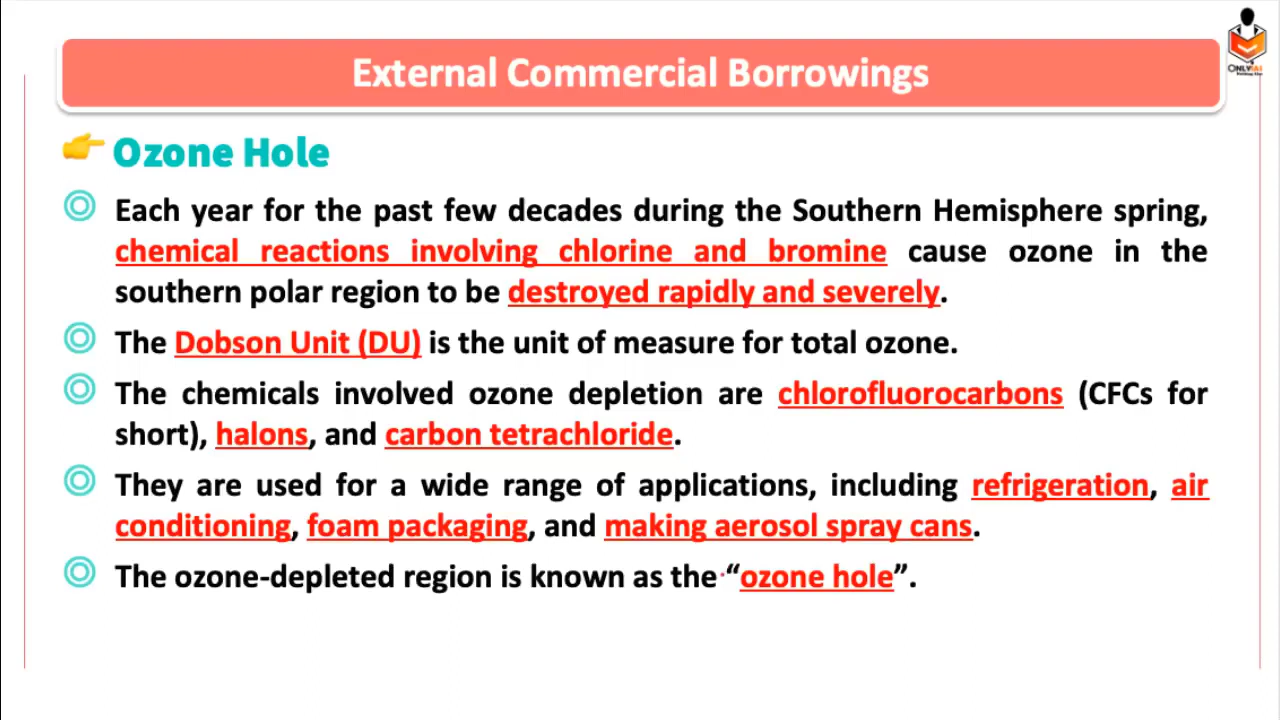 External Commercial Borrowings
ONLYIAS
Ozone Hole
Each year for the past few decades during the Southern Hemisphere spring,
chemical reactions involving chlorine and bromine cause ozone in the
southern polar region to be destroyed rapidly and severely.
The Dobson Unit (DU) is the unit of measure for total ozone.
The chemicals involved ozone depletion are chlorofluorocarbons (CFCs for
short), halons, and carbon tetrachloride.
They are used for a wide range of applications, including refrigeration, air
conditioning, foam packaging, and making aerosol spray cans.
The ozone-depleted region is known as the “ozone hole”.